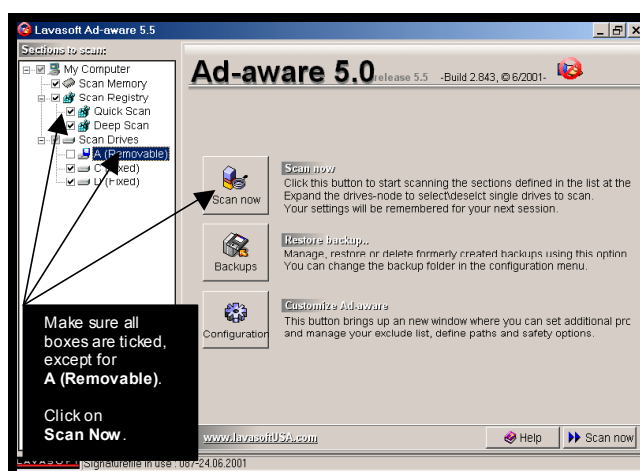 Lavasoft Ad-aware 5.5
Sections to scan:
My Computer
Scan Memory
Scan Registry
Quick Scan
Deep Scan
Scan Drives
A (Removable)
C (Fixed)
D (Fixed)
Ad-aware 5.0 release 5.5 -Build 2.843, © 6/2001-
Scan now
Scan now
Click this button to start scanning the sections defined in the list at the
Expand the drives-node to select\deselct single drives to scan.
Your settings will be remembered for your next session.
Backups
Restore backup..
Manage, restore or delete formerly created backups using this option
You can change the backup folder in the configuration menu.
Configuration
Customize Ad-aware
This button brings up an new window where you can set additional prc
and manage your exclude list, define paths and safety options.
Make sure all
boxes are ticked,
except for
A (Removable).
Click on
Scan Now.
www.lavasoftUSA.com
Help
Scan now
LAVASOFT Signaturefile in use : 067-24.06.2001